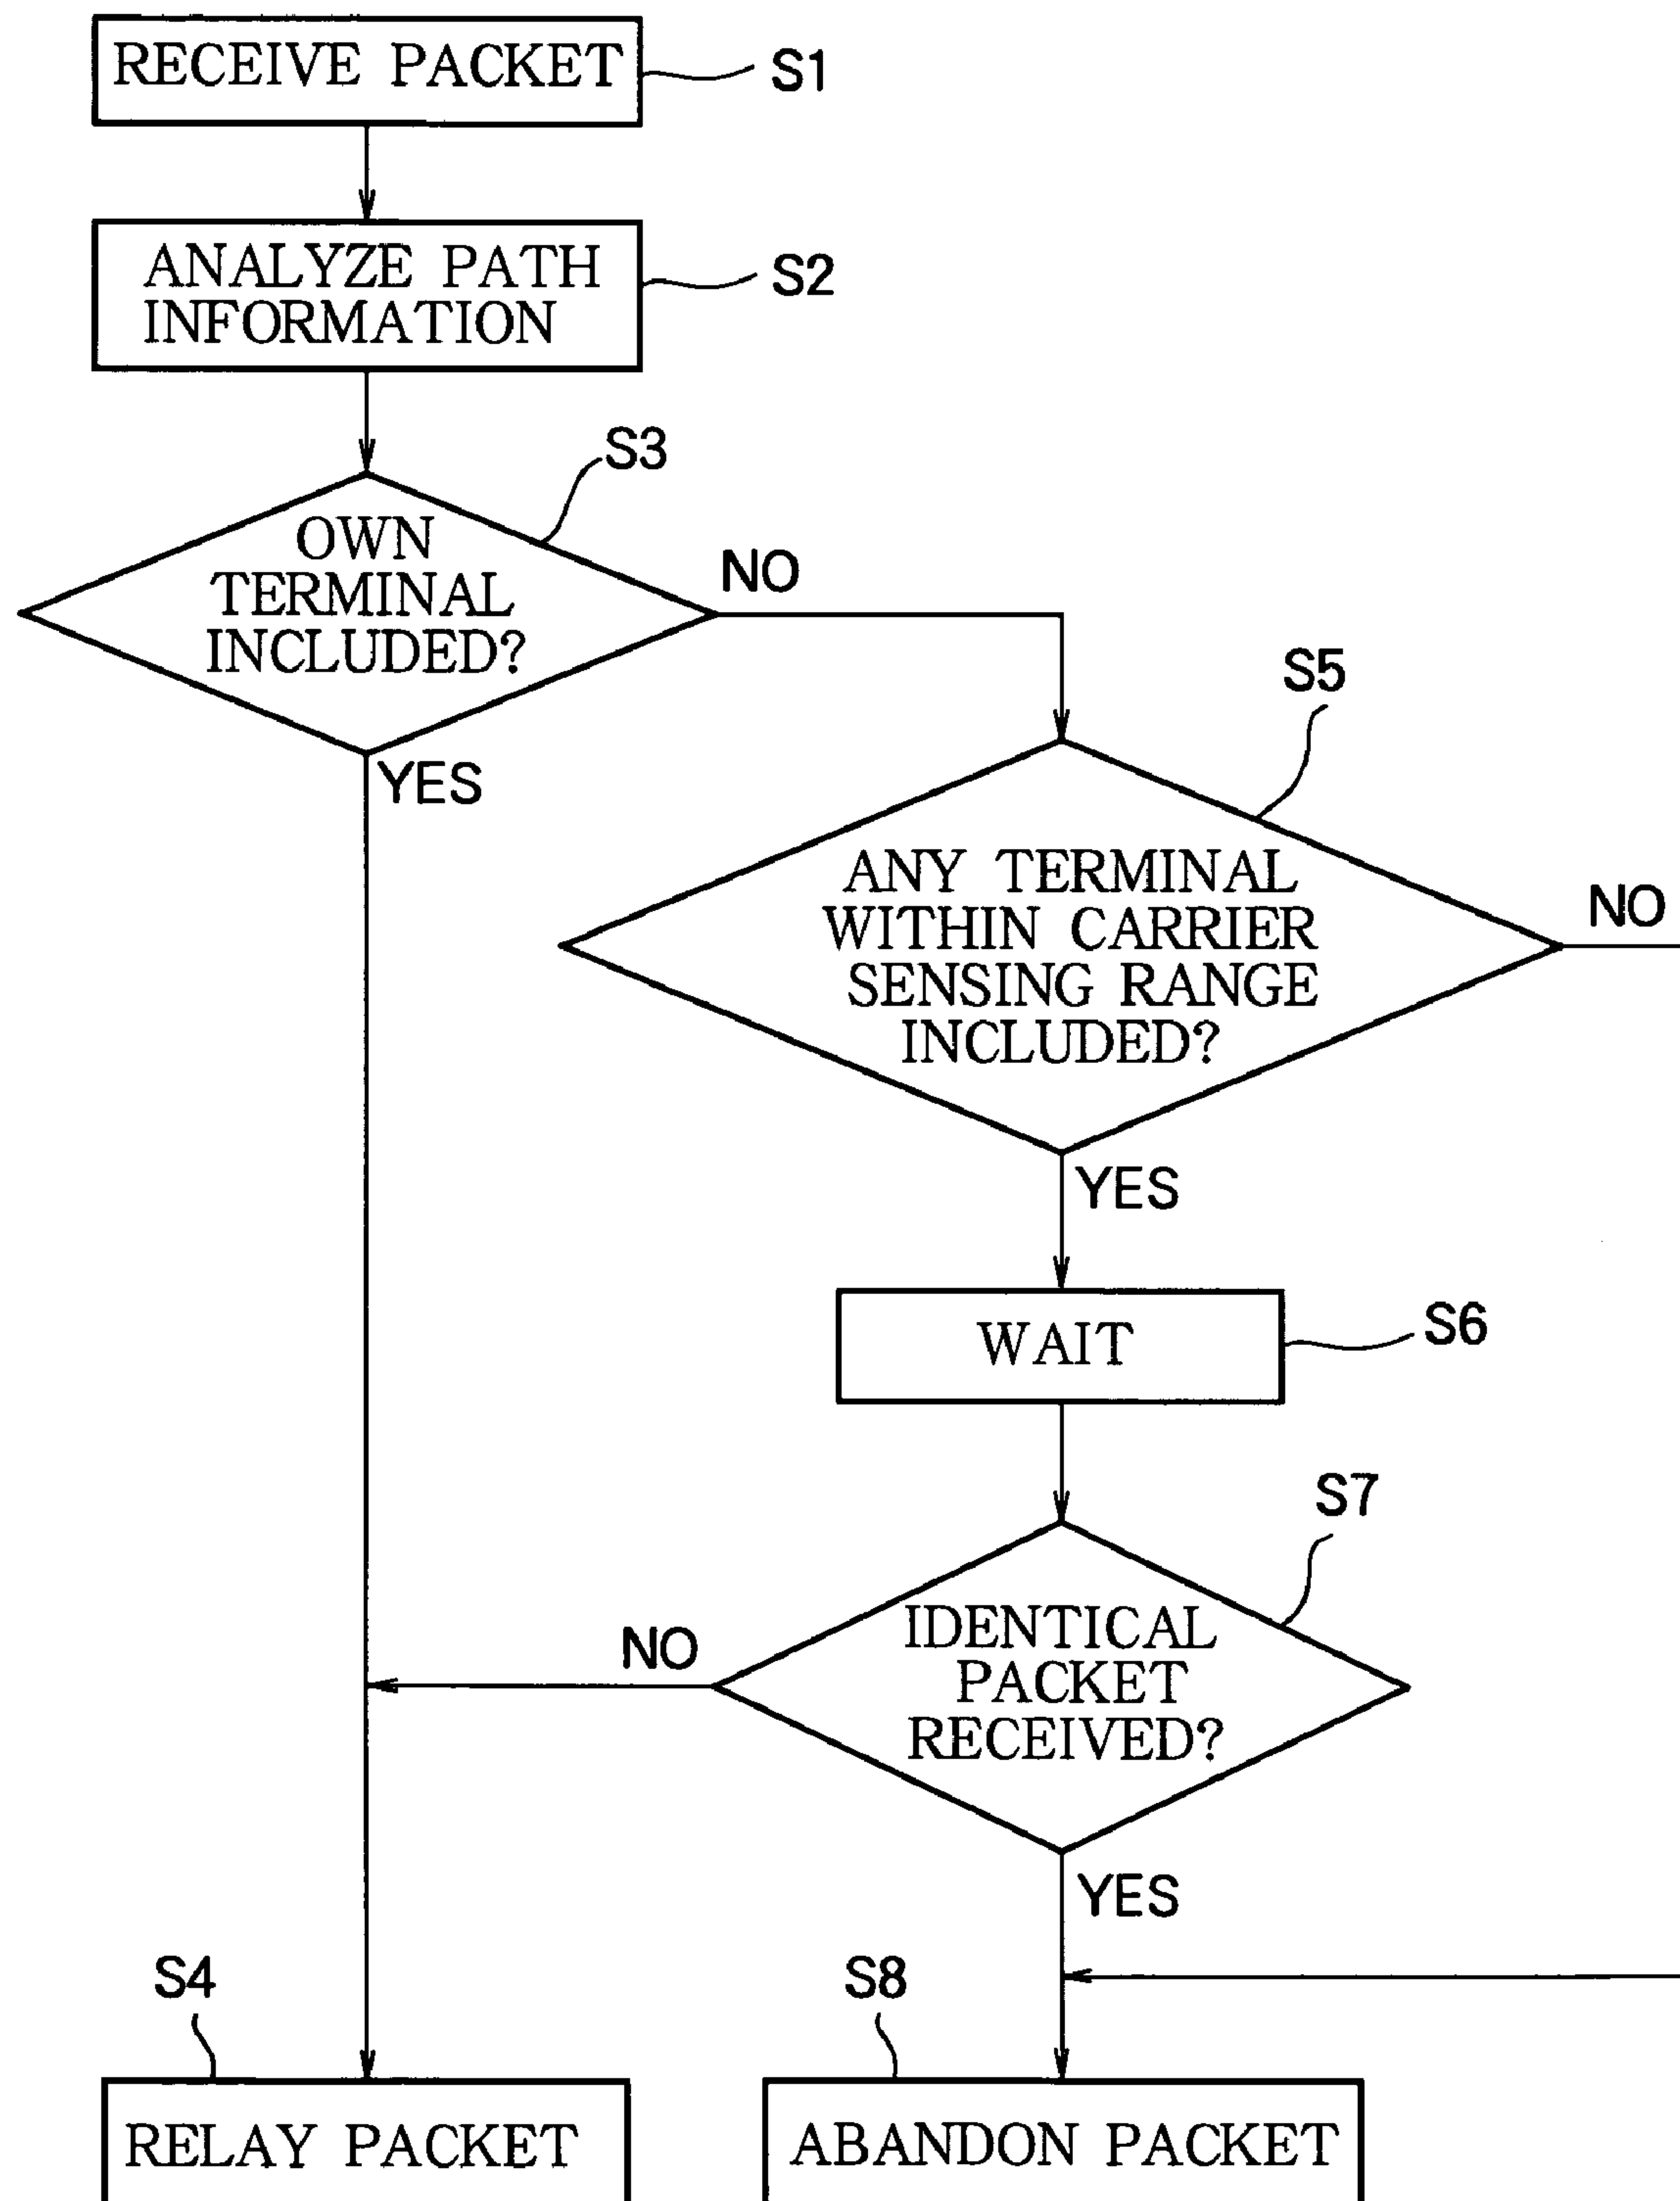 RECEIVE PACKET
S1
ANALYZE PATH
INFORMATION
S2
S3
OWN
TERMINAL
INCLUDED?
NO
YES
S5
ANY TERMINAL
WITHIN CARRIER
SENSING RANGE
INCLUDED?
NO
YES
WAIT
S6
S7
IDENTICAL
PACKET
RECEIVED?
NO
YES
S4
RELAY PACKET
S8
ABANDON PACKET